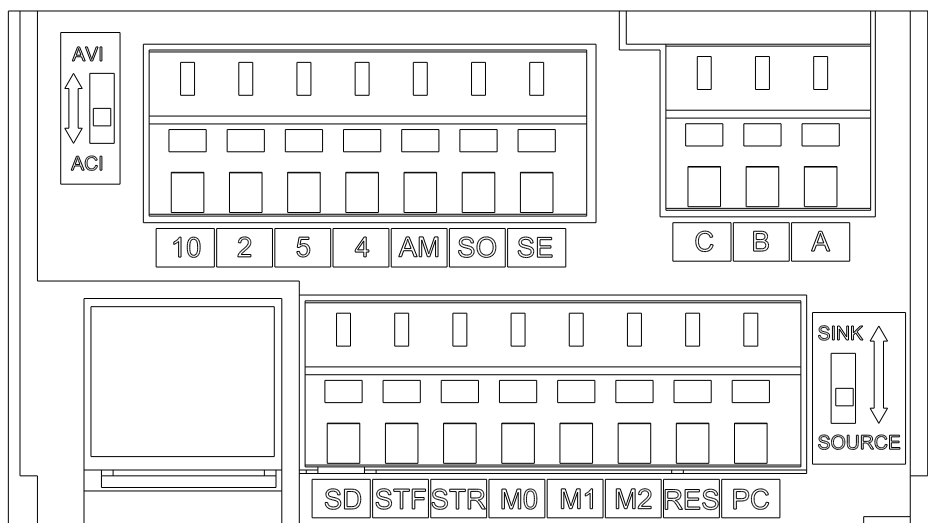 AVI
ACI
10 2 5 4 AM SO SE
C B A
SINK
SOURCE
SD STF STR M0 M1 M2 RES PC